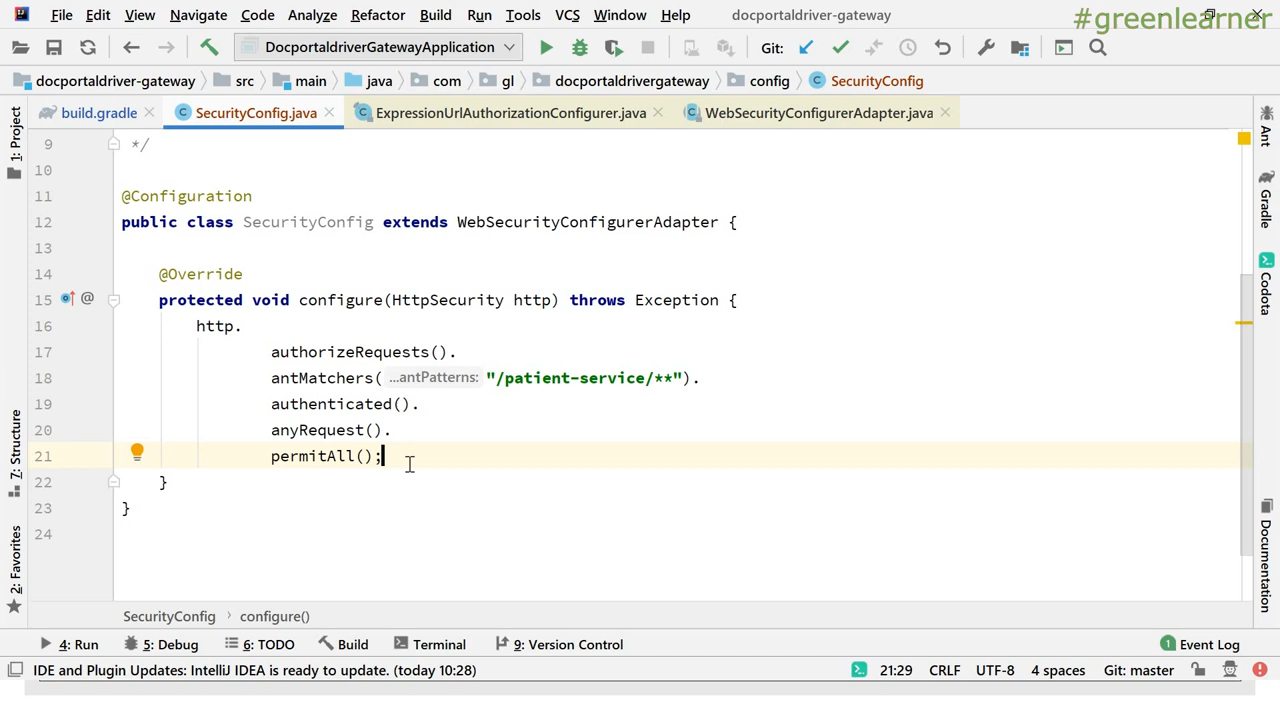 File Edit View Navigate Code Analyze Refactor Build Run Tools VCS Window Help docportaldriver-gateway
#greenlearner
DocportaldriverGatewayApplication Git:
docportaldriver-gateway src main java com gl docportaldrivergateway config SecurityConfig
build.gradle SecurityConfig.java ExpressionUrlAuthorizationConfigurer.java WebSecurityConfigurerAdapter.java
1: Project
7: Structure
2: Favorites
9 */
10
11 @Configuration
12 public class SecurityConfig extends WebSecurityConfigurerAdapter {
13
14 @Override
15 protected void configure(HttpSecurity http) throws Exception {
16 http.
17 authorizeRequests().
18 antMatchers( ...antPatterns: "/patient-service/**").
19 authenticated().
20 anyRequest().
21 permitAll();
22 }
23 }
24
Ant
Gradle
Codota
Documentation
SecurityConfig › configure()
4: Run 5: Debug 6: TODO Build Terminal 9: Version Control 1 Event Log
IDE and Plugin Updates: IntelliJ IDEA is ready to update. (today 10:28) 21:29 CRLF UTF-8 4 spaces Git: master